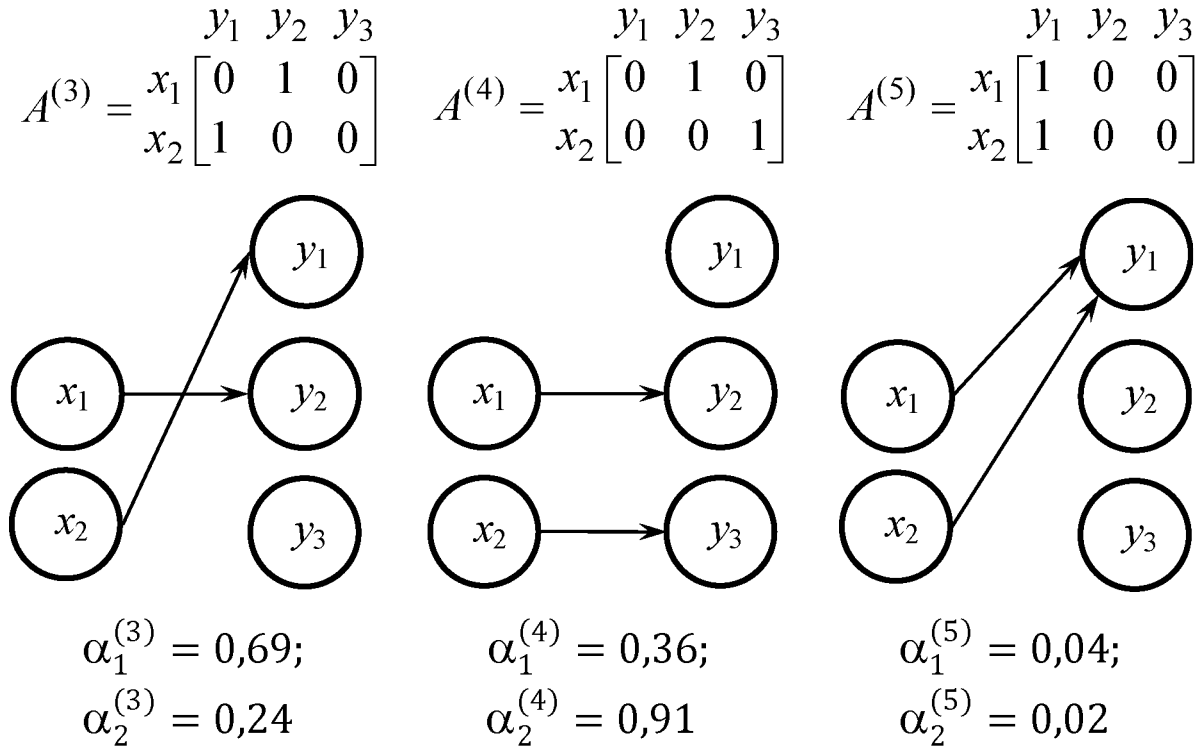 y₁ y₂ y₃
A⁽³⁾ = x₁ [0 1 0]
x₂ [1 0 0]
y₁ y₂ y₃
A⁽⁴⁾ = x₁ [0 1 0]
x₂ [0 0 1]
y₁ y₂ y₃
A⁽⁵⁾ = x₁ [1 0 0]
x₂ [1 0 0]
y₁
x₁ y₂
x₂ y₃
y₁
x₁ y₂
x₂ y₃
y₁
x₁ y₂
x₂ y₃
α₁⁽³⁾ = 0,69;
α₂⁽³⁾ = 0,24
α₁⁽⁴⁾ = 0,36;
α₂⁽⁴⁾ = 0,91
α₁⁽⁵⁾ = 0,04;
α₂⁽⁵⁾ = 0,02